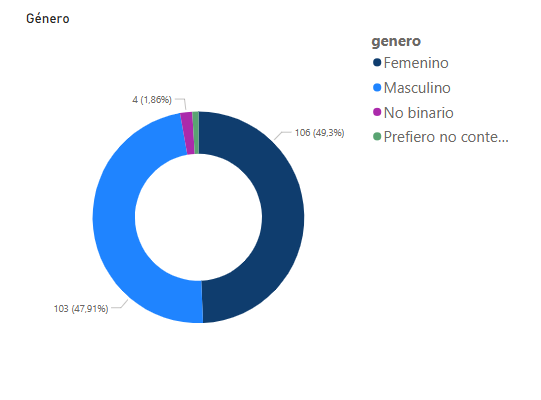 Género
genero
Femenino
Masculino
No binario
Prefiero no conte...
4 (1,86%)
106 (49,3%)
103 (47,91%)